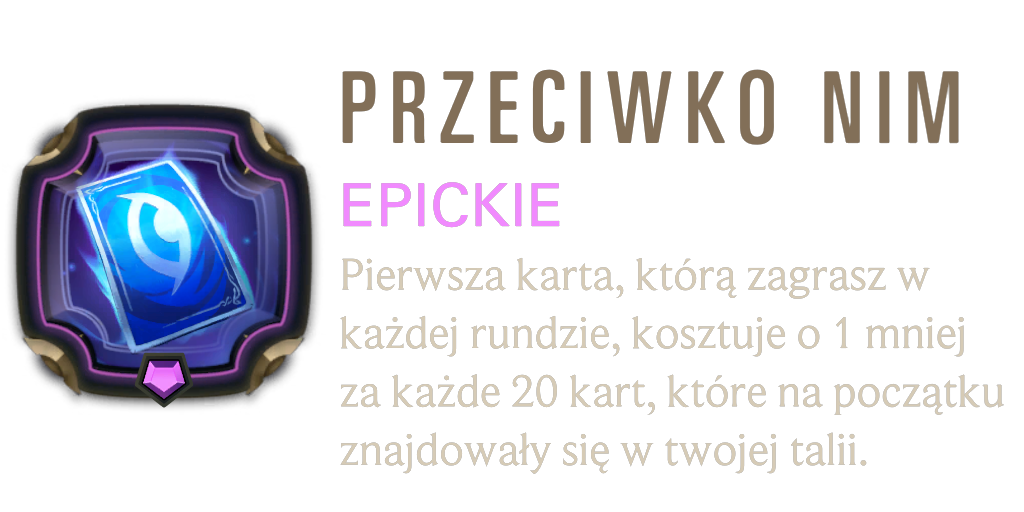 PRZECIWKO NIM
EPICKIE
Pierwsza karta, którą zagrasz w
każdej rundzie, kosztuje o 1 mniej
za każde 20 kart, które na początku
znajdowały się w twojej talii.